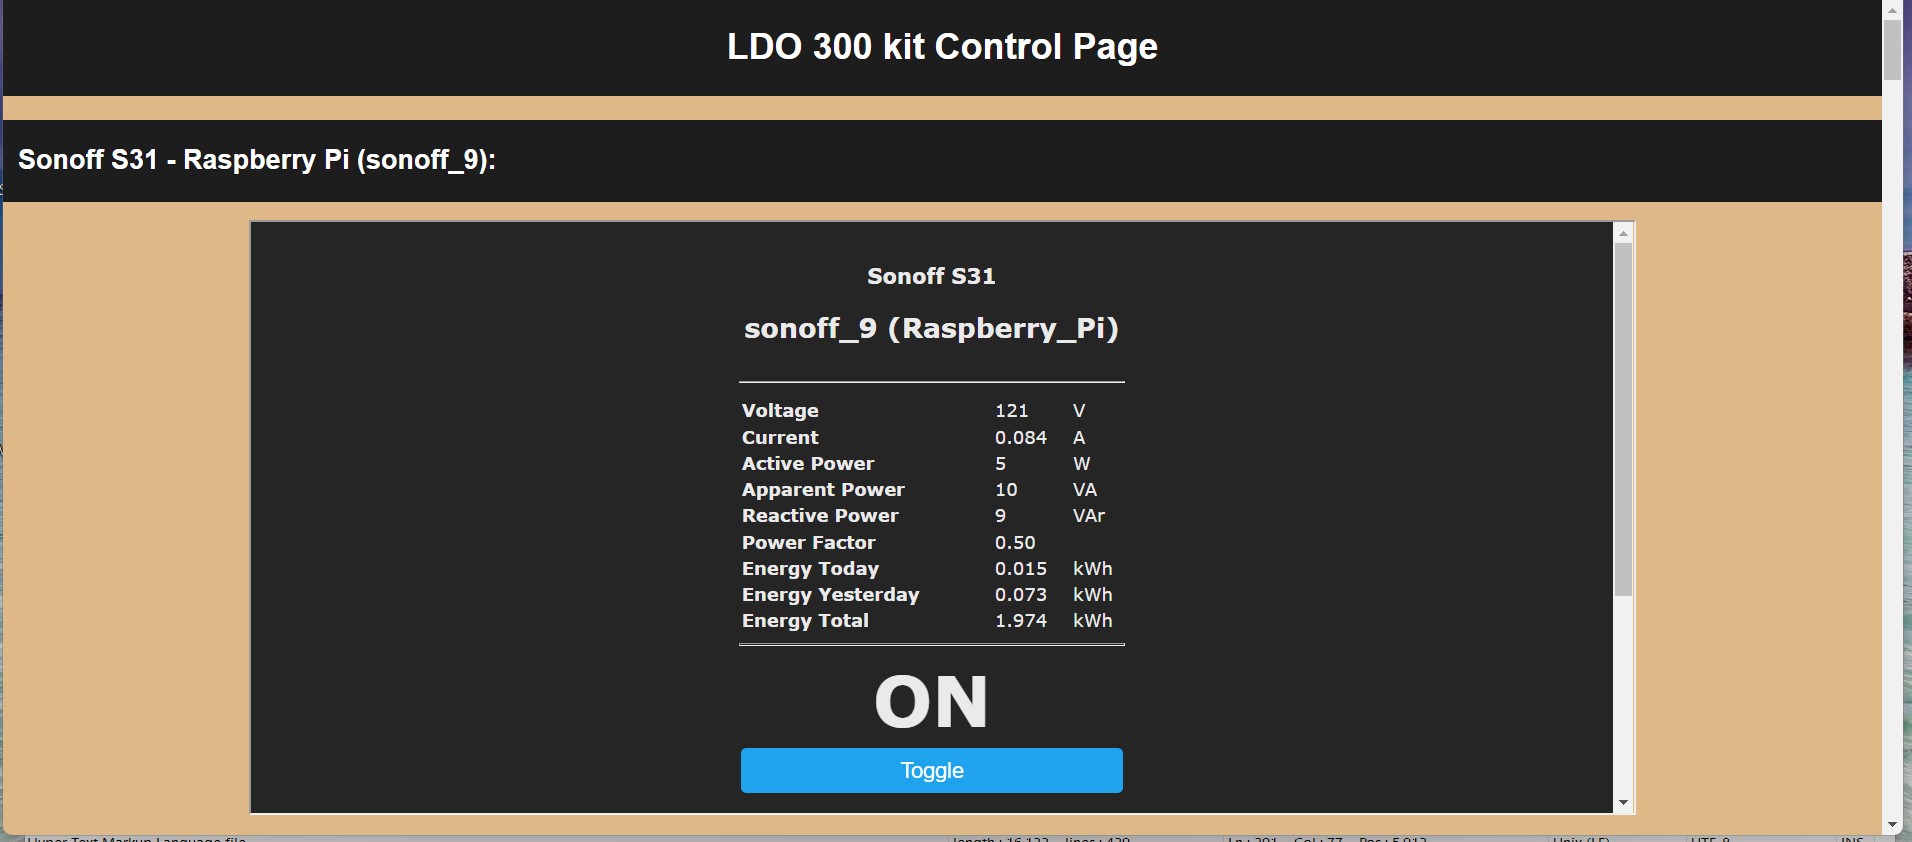 LDO 300 kit Control Page
Sonoff S31 - Raspberry Pi (sonoff_9):
Sonoff S31
sonoff_9 (Raspberry_Pi)
Voltage 121 V
Current 0.084 A
Active Power 5 W
Apparent Power 10 VA
Reactive Power 9 VAr
Power Factor 0.50
Energy Today 0.015 kWh
Energy Yesterday 0.073 kWh
Energy Total 1.974 kWh
ON
Toggle